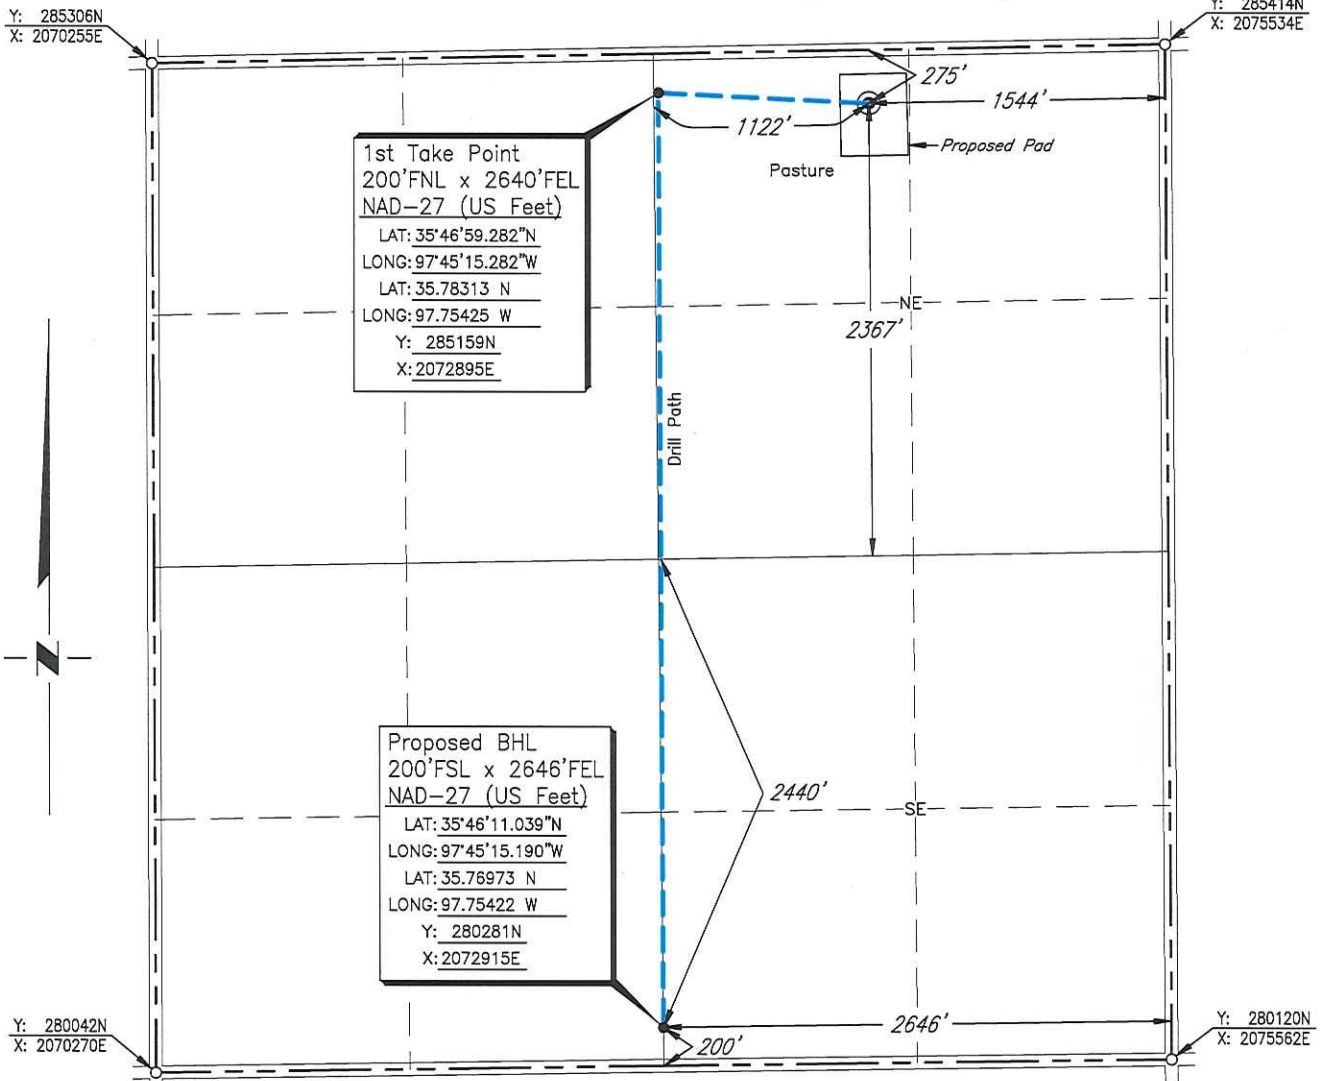 Y: 285306N
X: 2070255E
Y: 285414N
X: 2075534E
275'
1544'
1122'
Proposed Pad
Pasture
1st Take Point
200'FNL x 2640'FEL
NAD-27 (US Feet)
LAT: 35°46'59.282"N
LONG: 97°45'15.282"W
LAT: 35.78313 N
LONG: 97.75425 W
Y: 285159N
X: 2072895E
NE
2367'
Drill Path
N
Proposed BHL
200'FSL x 2646'FEL
NAD-27 (US Feet)
LAT: 35°46'11.039"N
LONG: 97°45'15.190"W
LAT: 35.76973 N
LONG: 97.75422 W
Y: 280281N
X: 2072915E
2440'
SE
2646'
200'
Y: 280042N
X: 2070270E
Y: 280120N
X: 2075562E